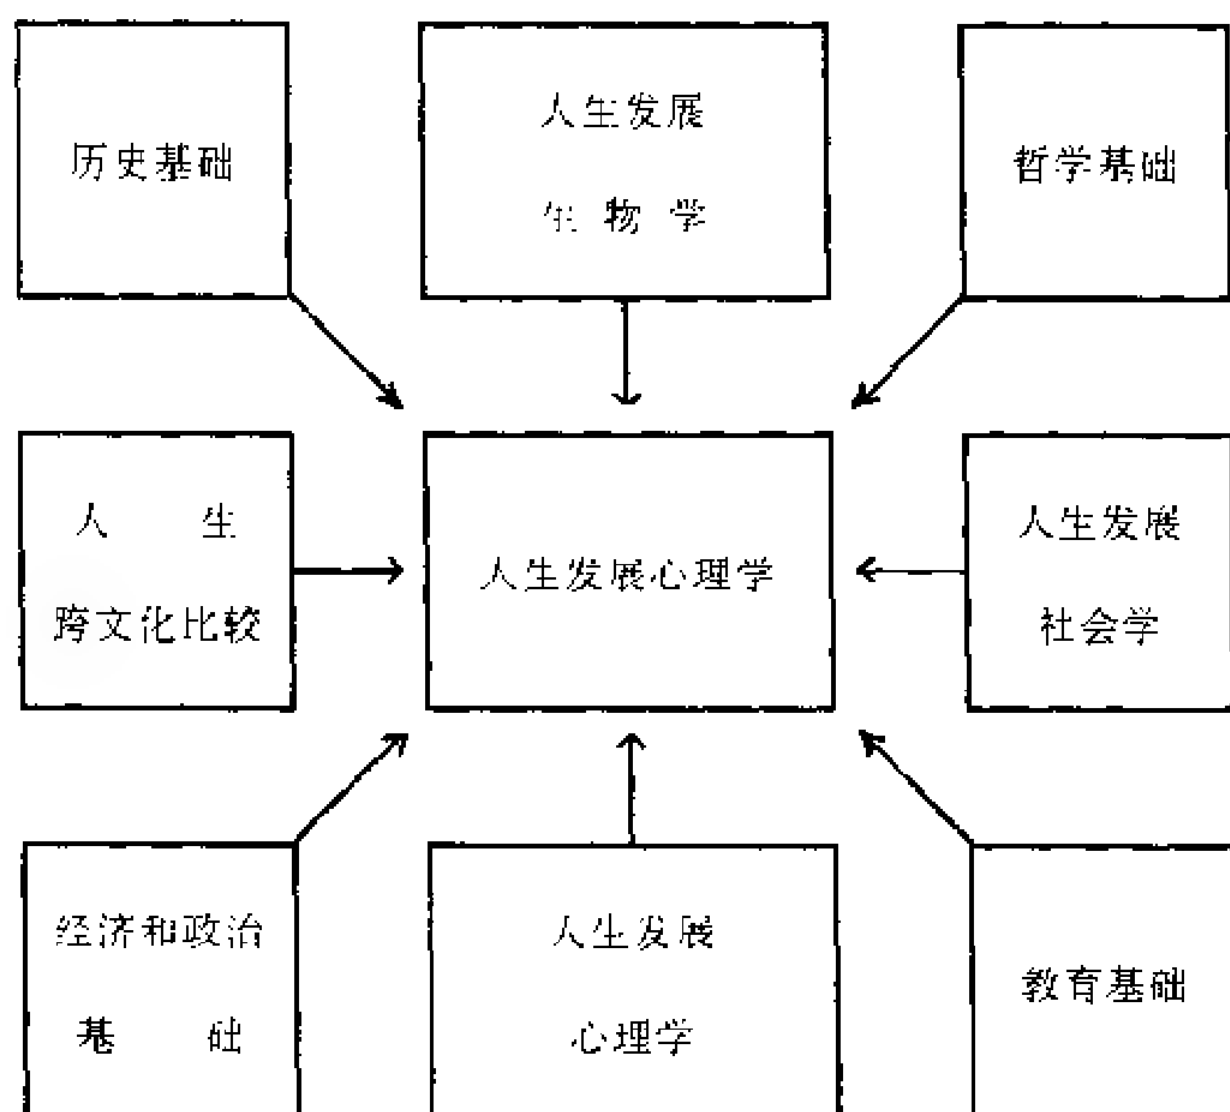 历史基础
人生发展
生物学
哲学基础
人生
跨文化比较
人生发展心理学
人生发展
社会学
经济和政治
基础
人生发展
心理学
教育基础